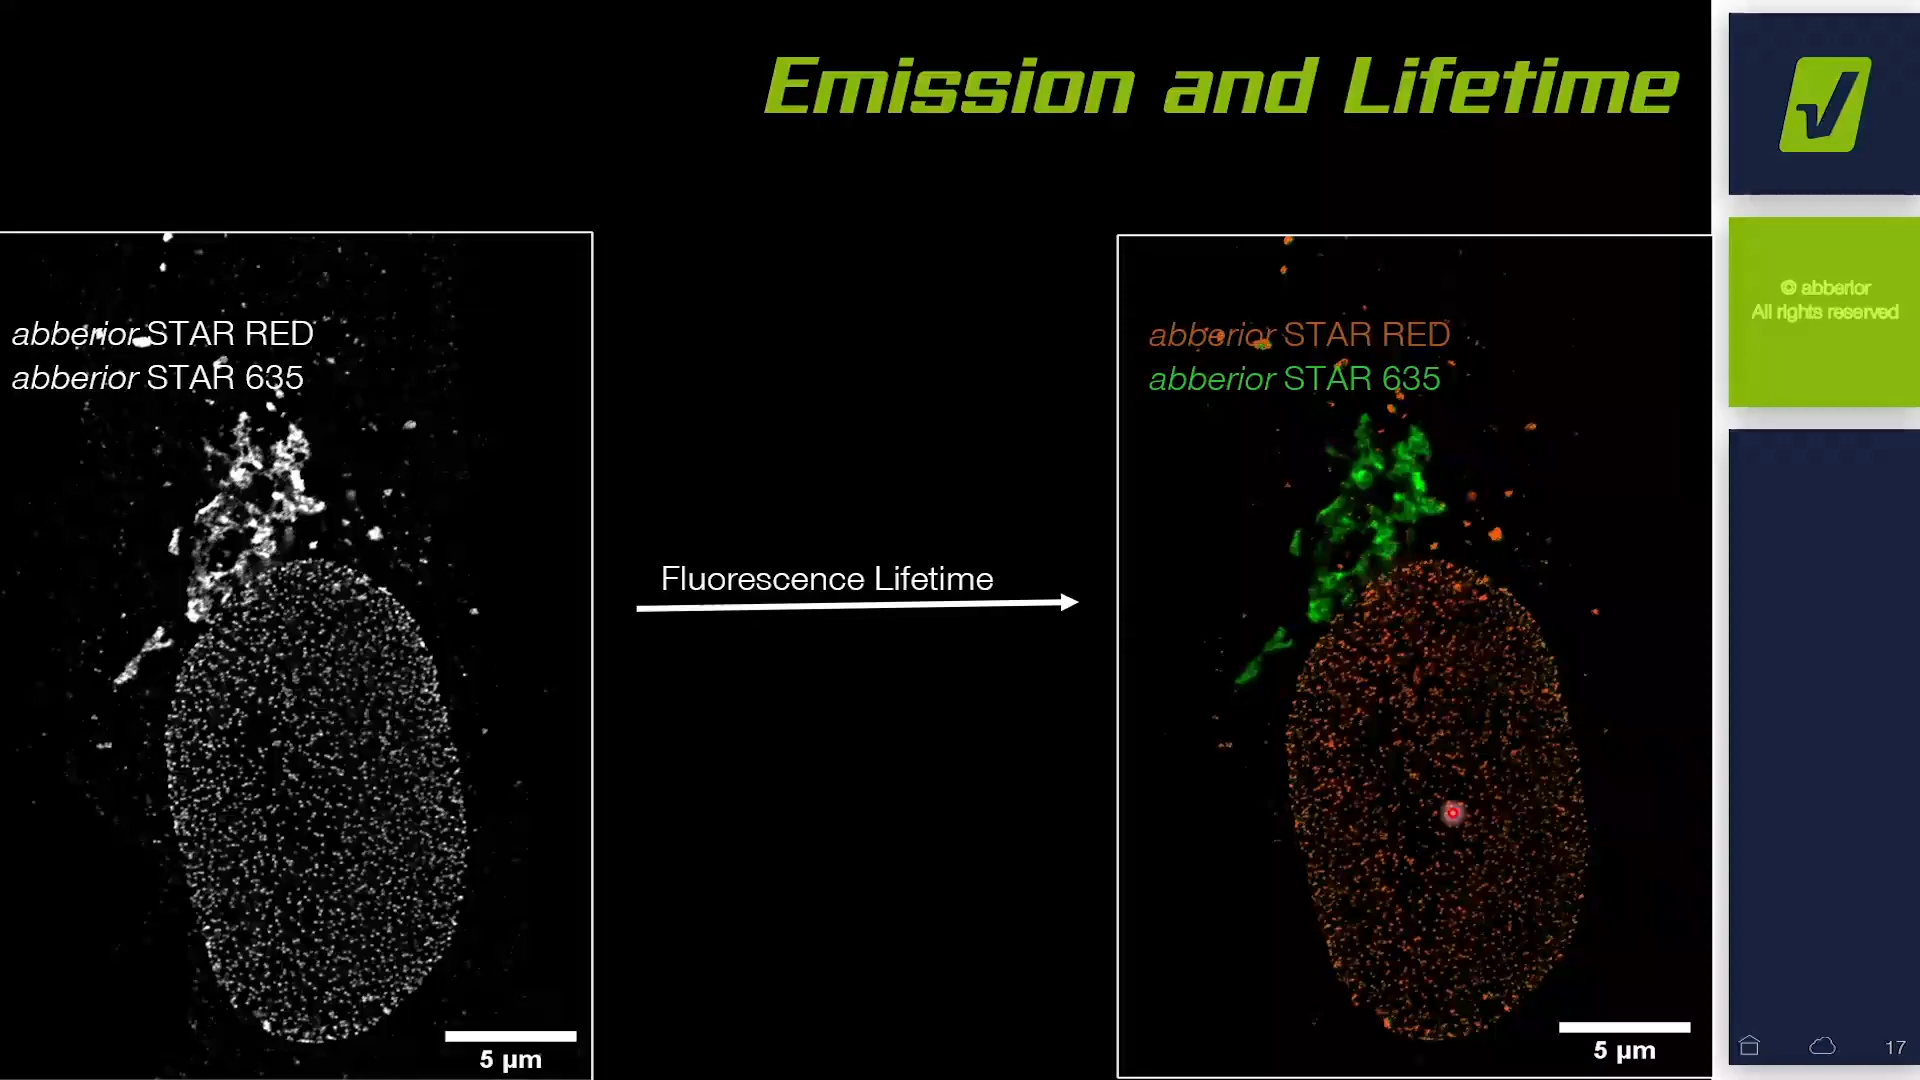 Emission and Lifetime
© abberior
All rights reserved
abberior STAR RED
abberior STAR 635
Fluorescence Lifetime
abberior STAR RED
abberior STAR 635
5 µm
5 µm
17